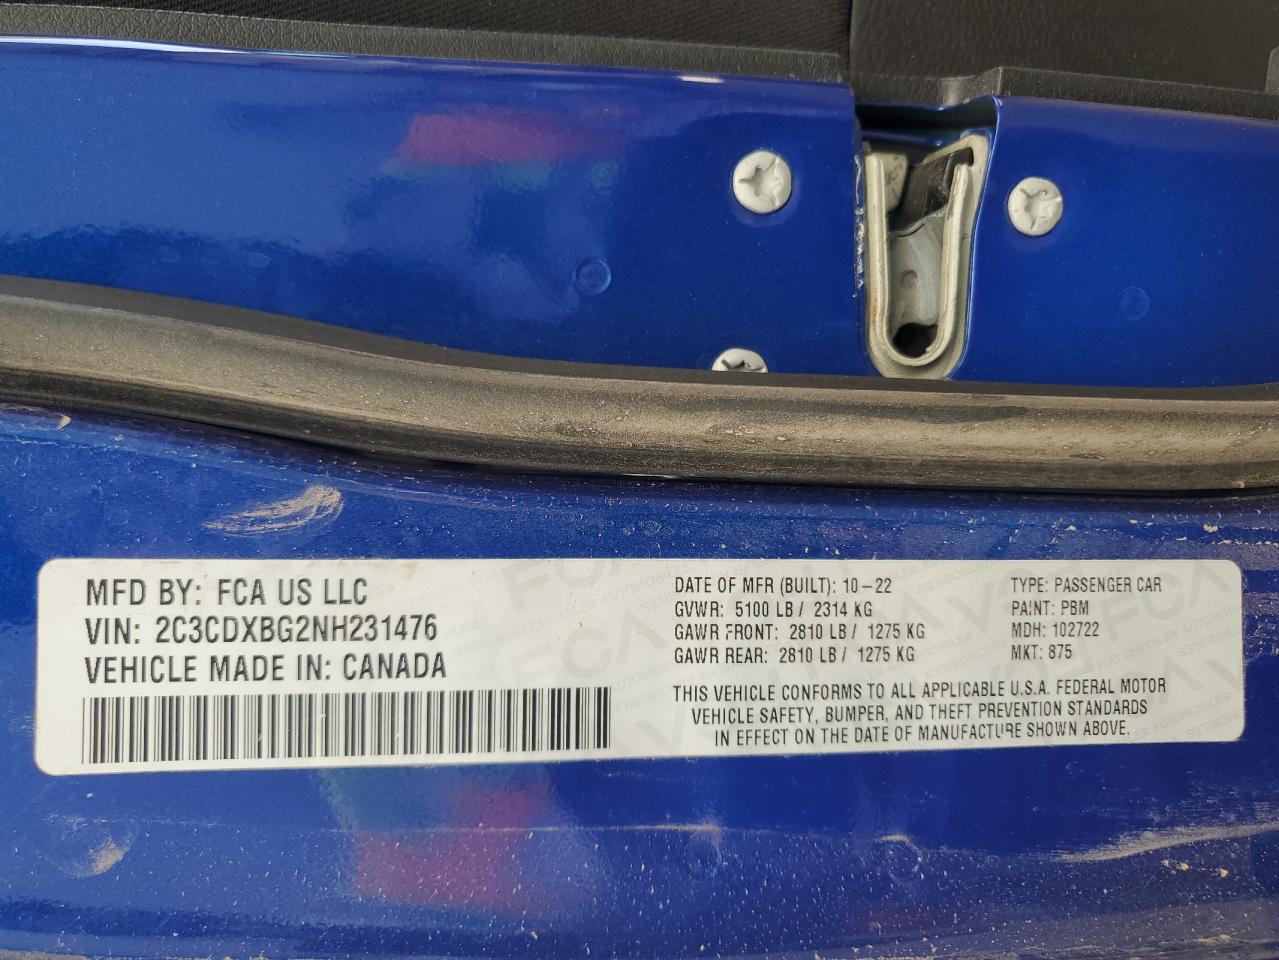 MFD BY: FCA US LLC
VIN: 2C3CDXBG2NH231476
VEHICLE MADE IN: CANADA
DATE OF MFR (BUILT): 10-22
GVWR: 5100 LB / 2314 KG
GAWR FRONT: 2810 LB / 1275 KG
GAWR REAR: 2810 LB / 1275 KG
TYPE: PASSENGER CAR
PAINT: PBM
MDH: 102722
MKT: 875
THIS VEHICLE CONFORMS TO ALL APPLICABLE U.S.A. FEDERAL MOTOR
VEHICLE SAFETY, BUMPER, AND THEFT PREVENTION STANDARDS
IN EFFECT ON THE DATE OF MANUFACTURE SHOWN ABOVE.